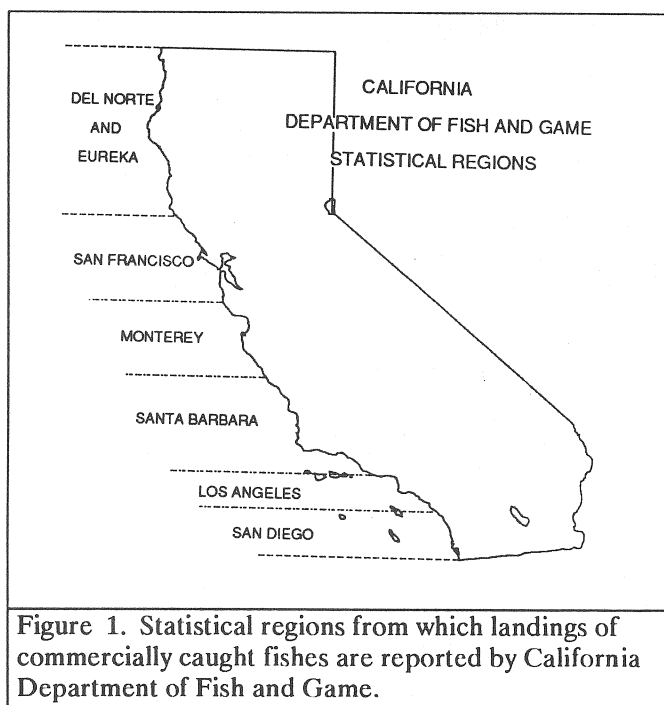 CALIFORNIA
DEPARTMENT OF FISH AND GAME
STATISTICAL REGIONS
DEL NORTE
AND
EUREKA
SAN FRANCISCO
MONTEREY
SANTA BARBARA
LOS ANGELES
SAN DIEGO
Figure 1. Statistical regions from which landings of
commercially caught fishes are reported by California
Department of Fish and Game.